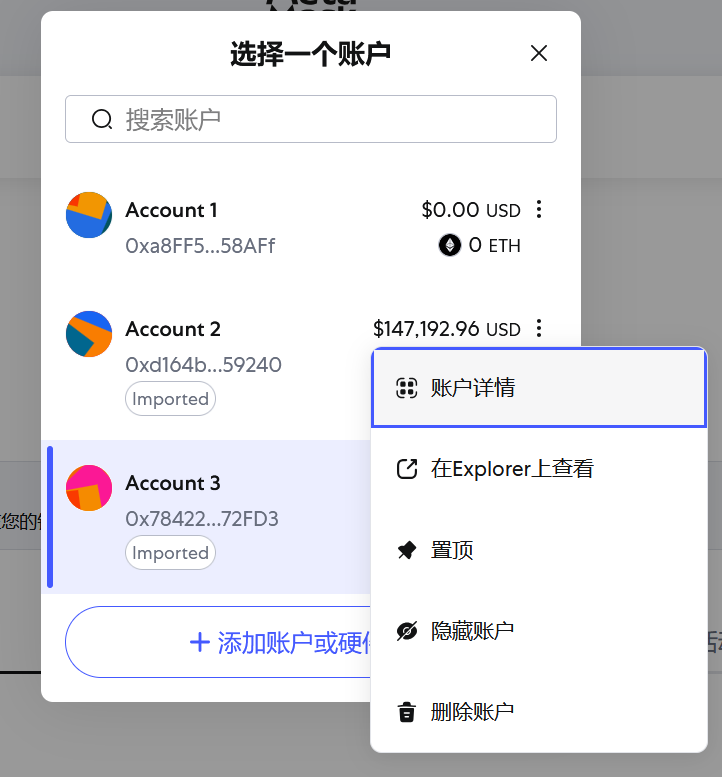 选择一个账户
搜索账户
Account 1
$0.00 USD
0xa8FF5...58AFf
0 ETH
Account 2
$147,192.96 USD
0xd164b...59240
Imported
账户详情
在Explorer上查看
Account 3
0x78422...72FD3
Imported
置顶
隐藏账户
删除账户
+ 添加账户或硬
您的